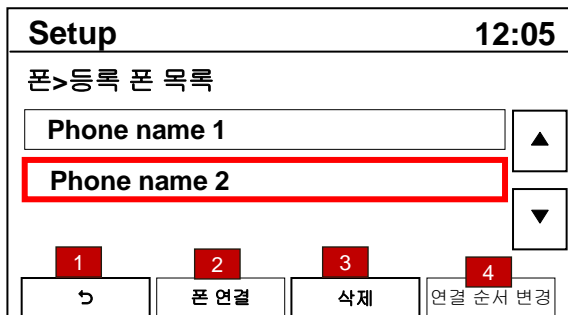 Setup 12:05
폰>등록 폰 목록
Phone name 1
▲
Phone name 2
▼
1 2 3 4
↶ 폰 연결 삭제 연결 순서 변경